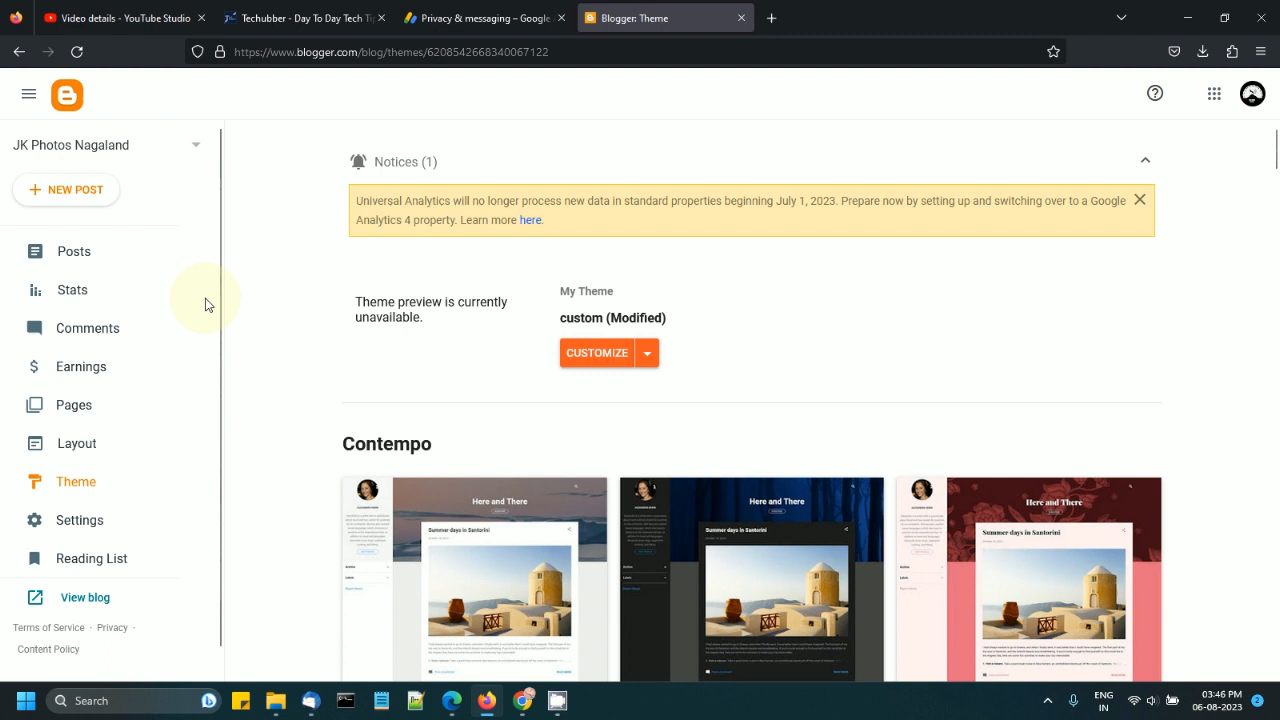 Video details - YouTube Studio
Techubber - Day To Day Tech Ti
Privacy & messaging – Google
Blogger: Theme
https://www.blogger.com/blog/themes/6208542668340067122
JK Photos Nagaland
NEW POST
Posts
Stats
Comments
Earnings
Pages
Layout
Theme
Settings
Reading List
View blog
Terms of Service · Privacy ·
Content Policy
Notices (1)
Universal Analytics will no longer process new data in standard properties beginning July 1, 2023. Prepare now by setting up and switching over to a Google
Analytics 4 property. Learn more here.
Theme preview is currently
unavailable.
My Theme
custom (Modified)
CUSTOMIZE
Contempo
Here and There
Summer days in Santorini
Here and There
Summer days in Santorini
Here and There
Summer days in Santorini
Search
ENG
IN
03:46 PM
06-08-2023
2